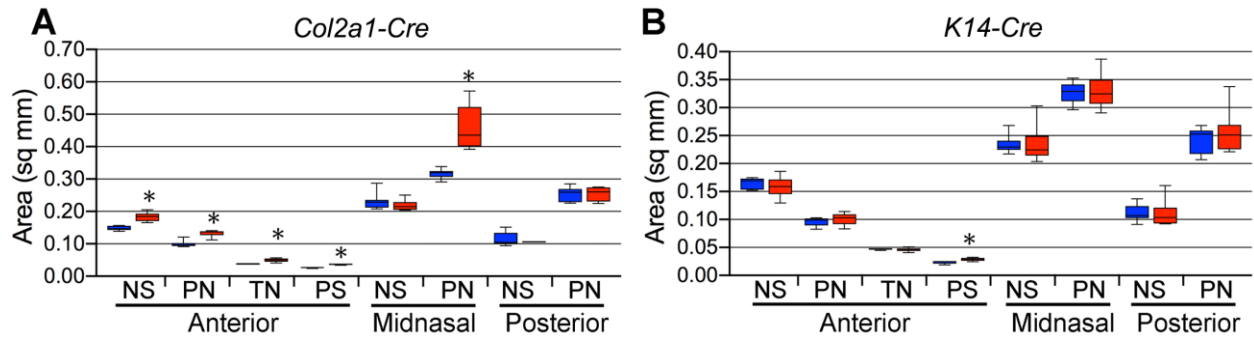 A
Col2a1-Cre
Area (sq mm)
0.70
0.60
0.50
0.40
0.30
0.20
0.10
0.00
* * * * *
NS PN TN PS NS PN NS PN
Anterior Midnasal Posterior
B
K14-Cre
Area (sq mm)
0.40
0.35
0.30
0.25
0.20
0.15
0.10
0.05
0.00
*
NS PN TN PS NS PN NS PN
Anterior Midnasal Posterior